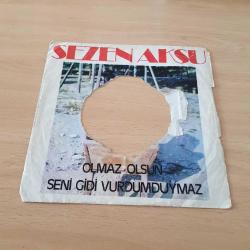 SEZEN AKSU
OLMAZ OLSUN
SENİ GİDİ VURDUMDUYMAZ